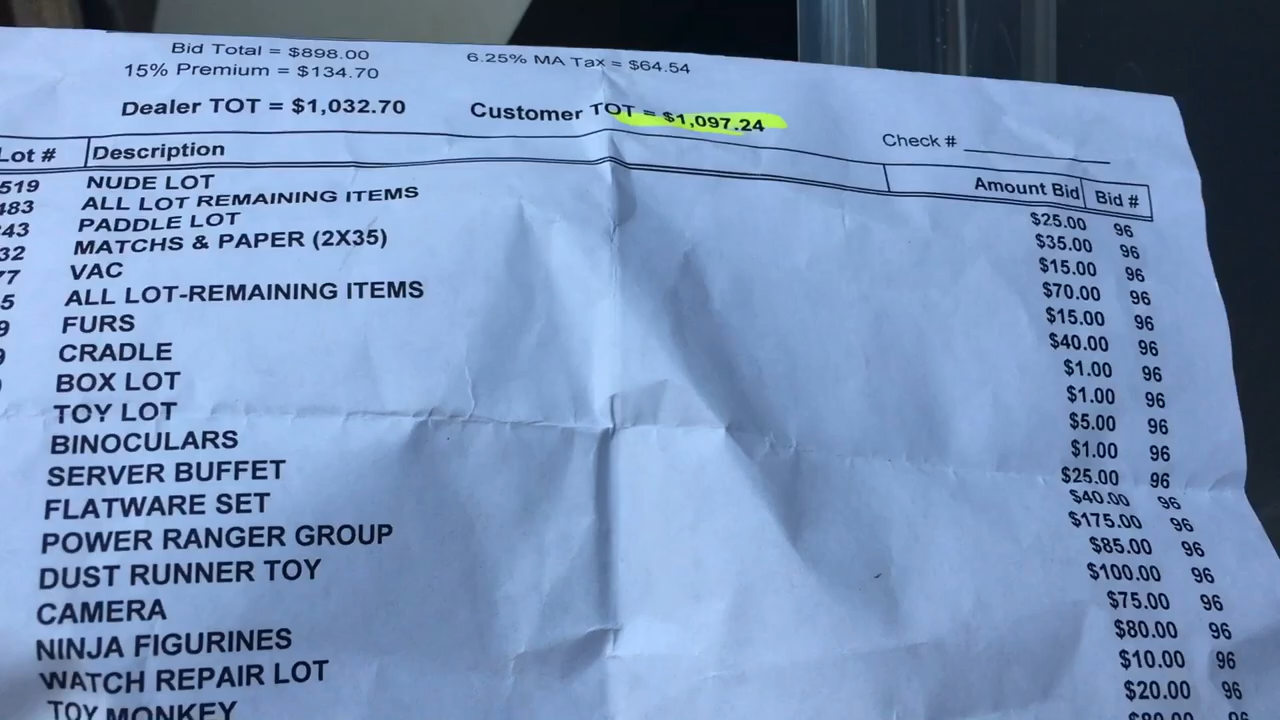 Bid Total = $898.00 6.25% MA Tax = $64.54
15% Premium = $134.70
Dealer TOT = $1,032.70 Customer TOT = $1,097.24 Check #
Lot # Description Amount Bid Bid #
519 NUDE LOT $25.00 96
483 ALL LOT REMAINING ITEMS $35.00 96
43 PADDLE LOT $15.00 96
32 MATCHS & PAPER (2X35) $70.00 96
7 VAC $15.00 96
5 ALL LOT-REMAINING ITEMS $40.00 96
9 FURS $1.00 96
CRADLE $1.00 96
BOX LOT $5.00 96
TOY LOT $1.00 96
BINOCULARS $25.00 96
SERVER BUFFET $40.00 96
FLATWARE SET $175.00 96
POWER RANGER GROUP $85.00 96
DUST RUNNER TOY $100.00 96
CAMERA $75.00 96
NINJA FIGURINES $80.00 96
WATCH REPAIR LOT $10.00 96
TOY MONKEY $20.00 96